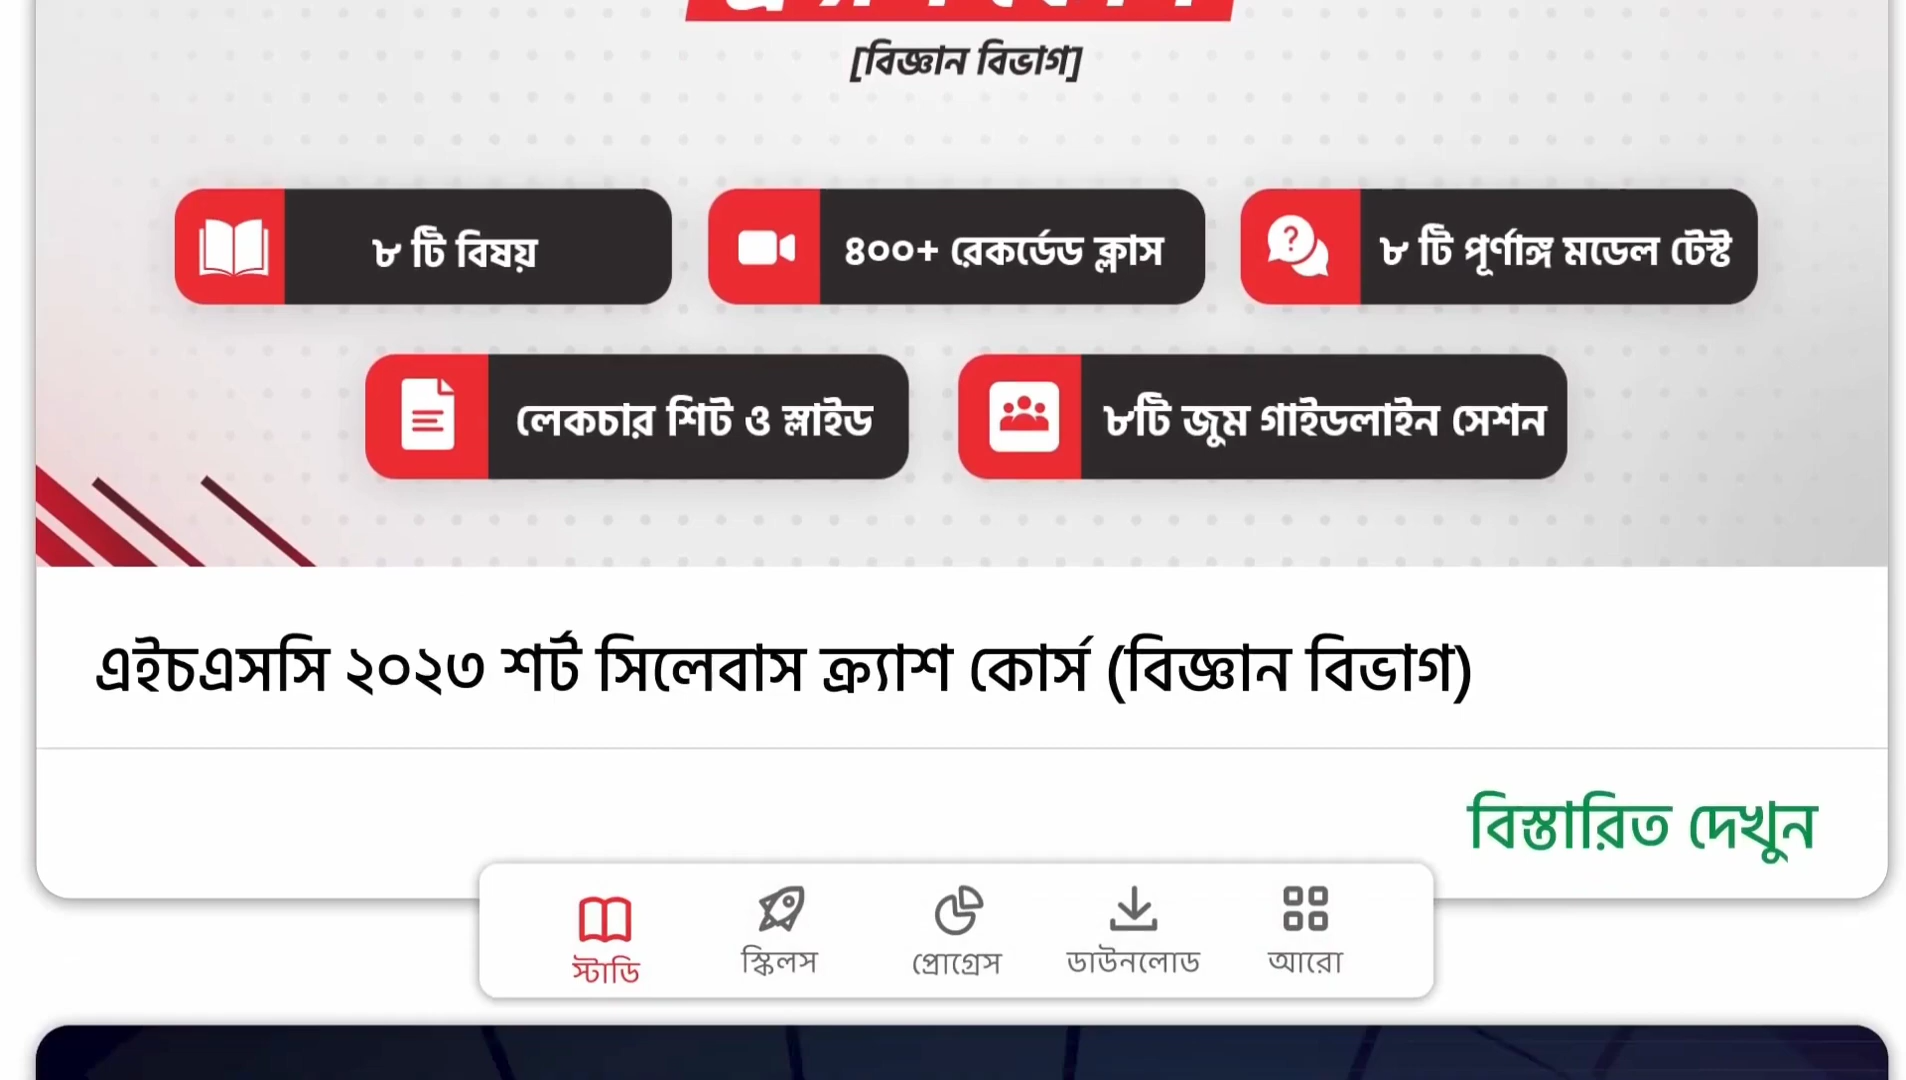 [বিজ্ঞান বিভাগ]
৮ টি বিষয়
৪০০+ রেকর্ডেড ক্লাস
৮ টি পূর্ণাঙ্গ মডেল টেস্ট
লেকচার শিট ও স্লাইড
৮টি জুম গাইডলাইন সেশন
এইচএসসি ২০২৩ শর্ট সিলেবাস ক্র্যাশ কোর্স (বিজ্ঞান বিভাগ)
বিস্তারিত দেখুন
স্টাডি
স্কিলস
প্রোগ্রেস
ডাউনলোড
আরো